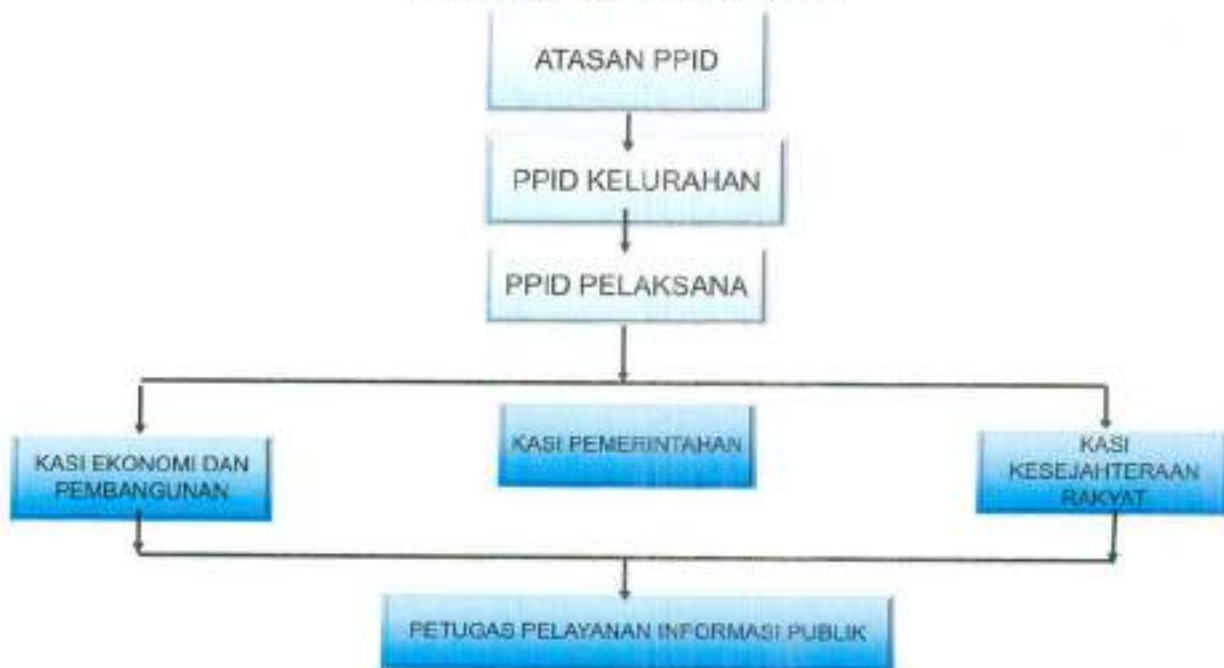 ATASAN PPID
PPID KELURAHAN
PPID PELAKSANA
KASI EKONOMI DAN
PEMBANGUNAN
KASI PEMERINTAHAN
KASI
KESEJAHTERAAN
RAKYAT
PETUGAS PELAYANAN INFORMASI PUBLIK